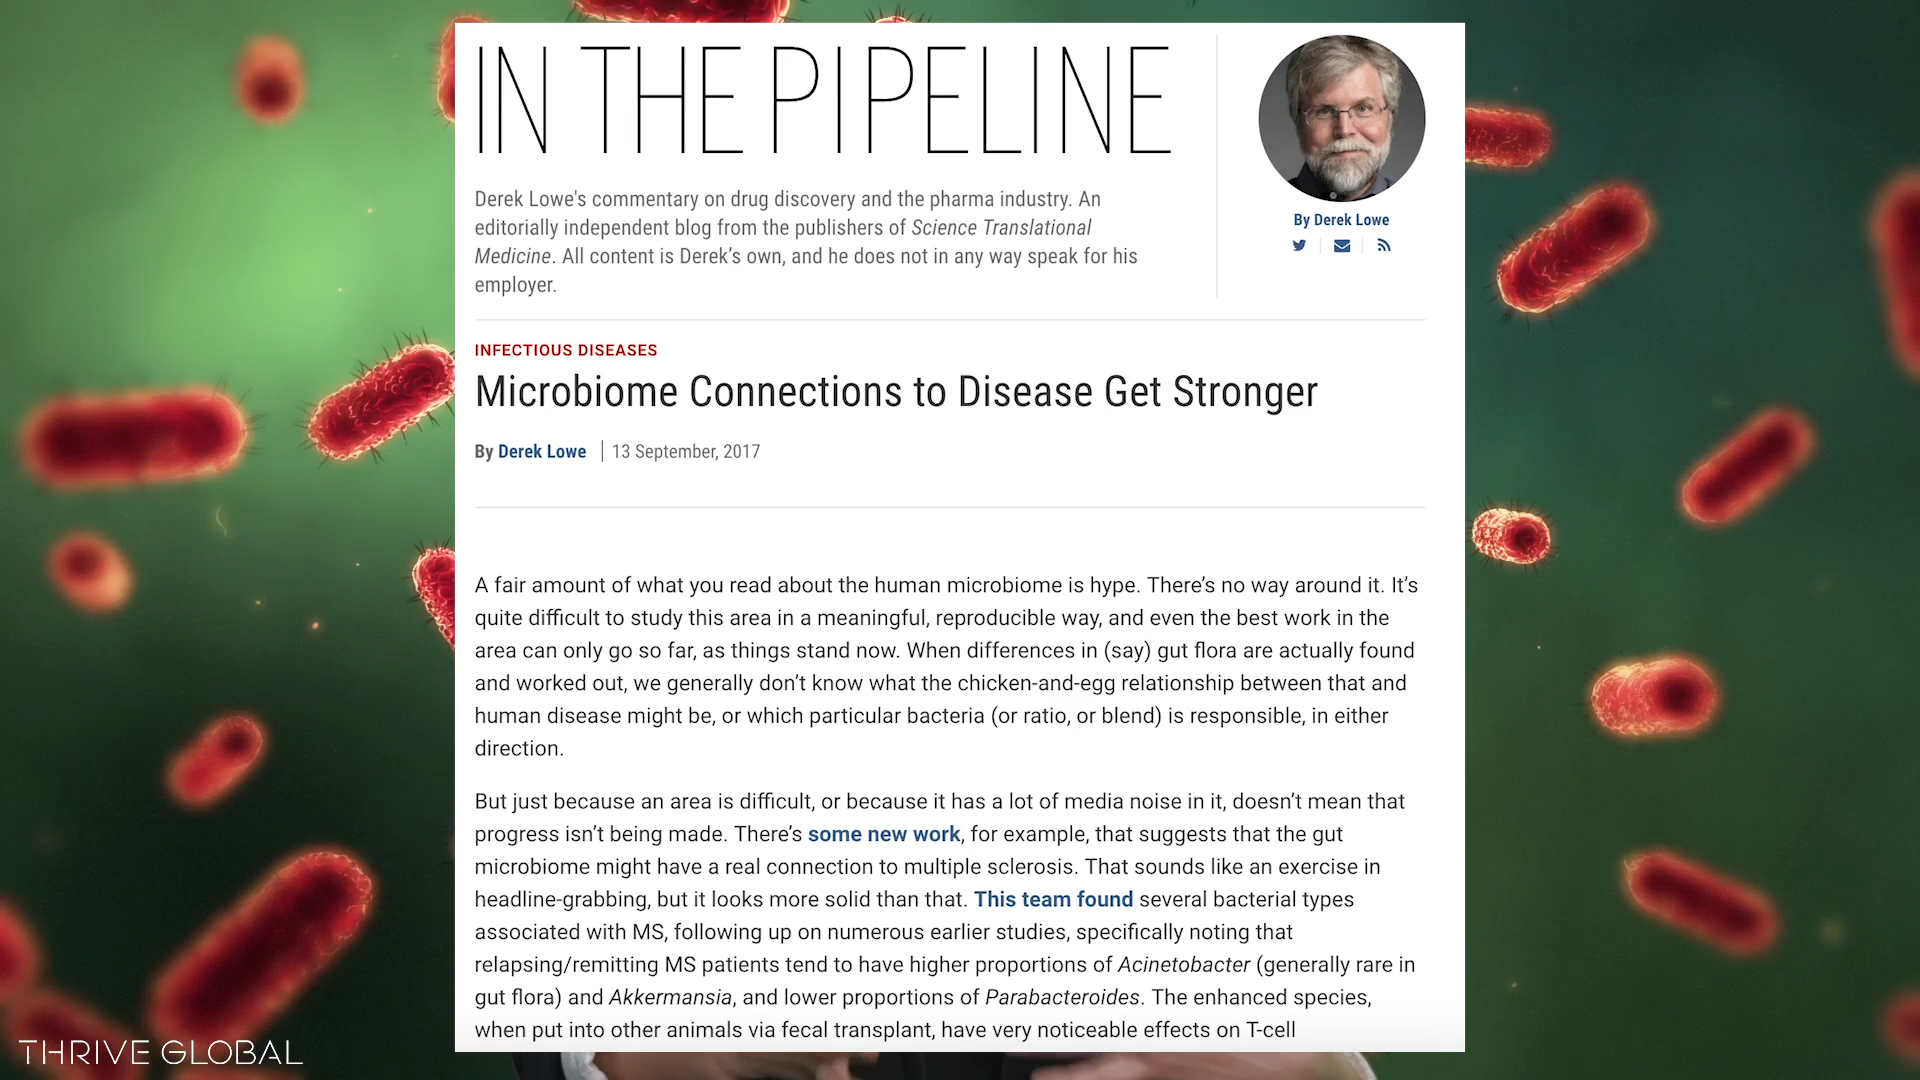 IN THE PIPELINE
Derek Lowe's commentary on drug discovery and the pharma industry. An
editorially independent blog from the publishers of Science Translational
Medicine. All content is Derek’s own, and he does not in any way speak for his
employer.
By Derek Lowe
INFECTIOUS DISEASES
Microbiome Connections to Disease Get Stronger
By Derek Lowe | 13 September, 2017
A fair amount of what you read about the human microbiome is hype. There’s no way around it. It’s
quite difficult to study this area in a meaningful, reproducible way, and even the best work in the
area can only go so far, as things stand now. When differences in (say) gut flora are actually found
and worked out, we generally don’t know what the chicken-and-egg relationship between that and
human disease might be, or which particular bacteria (or ratio, or blend) is responsible, in either
direction.
But just because an area is difficult, or because it has a lot of media noise in it, doesn’t mean that
progress isn’t being made. There’s some new work, for example, that suggests that the gut
microbiome might have a real connection to multiple sclerosis. That sounds like an exercise in
headline-grabbing, but it looks more solid than that. This team found several bacterial types
associated with MS, following up on numerous earlier studies, specifically noting that
relapsing/remitting MS patients tend to have higher proportions of Acinetobacter (generally rare in
gut flora) and Akkermansia, and lower proportions of Parabacteroides. The enhanced species,
when put into other animals via fecal transplant, have very noticeable effects on T-cell
THRIVE GLOBAL